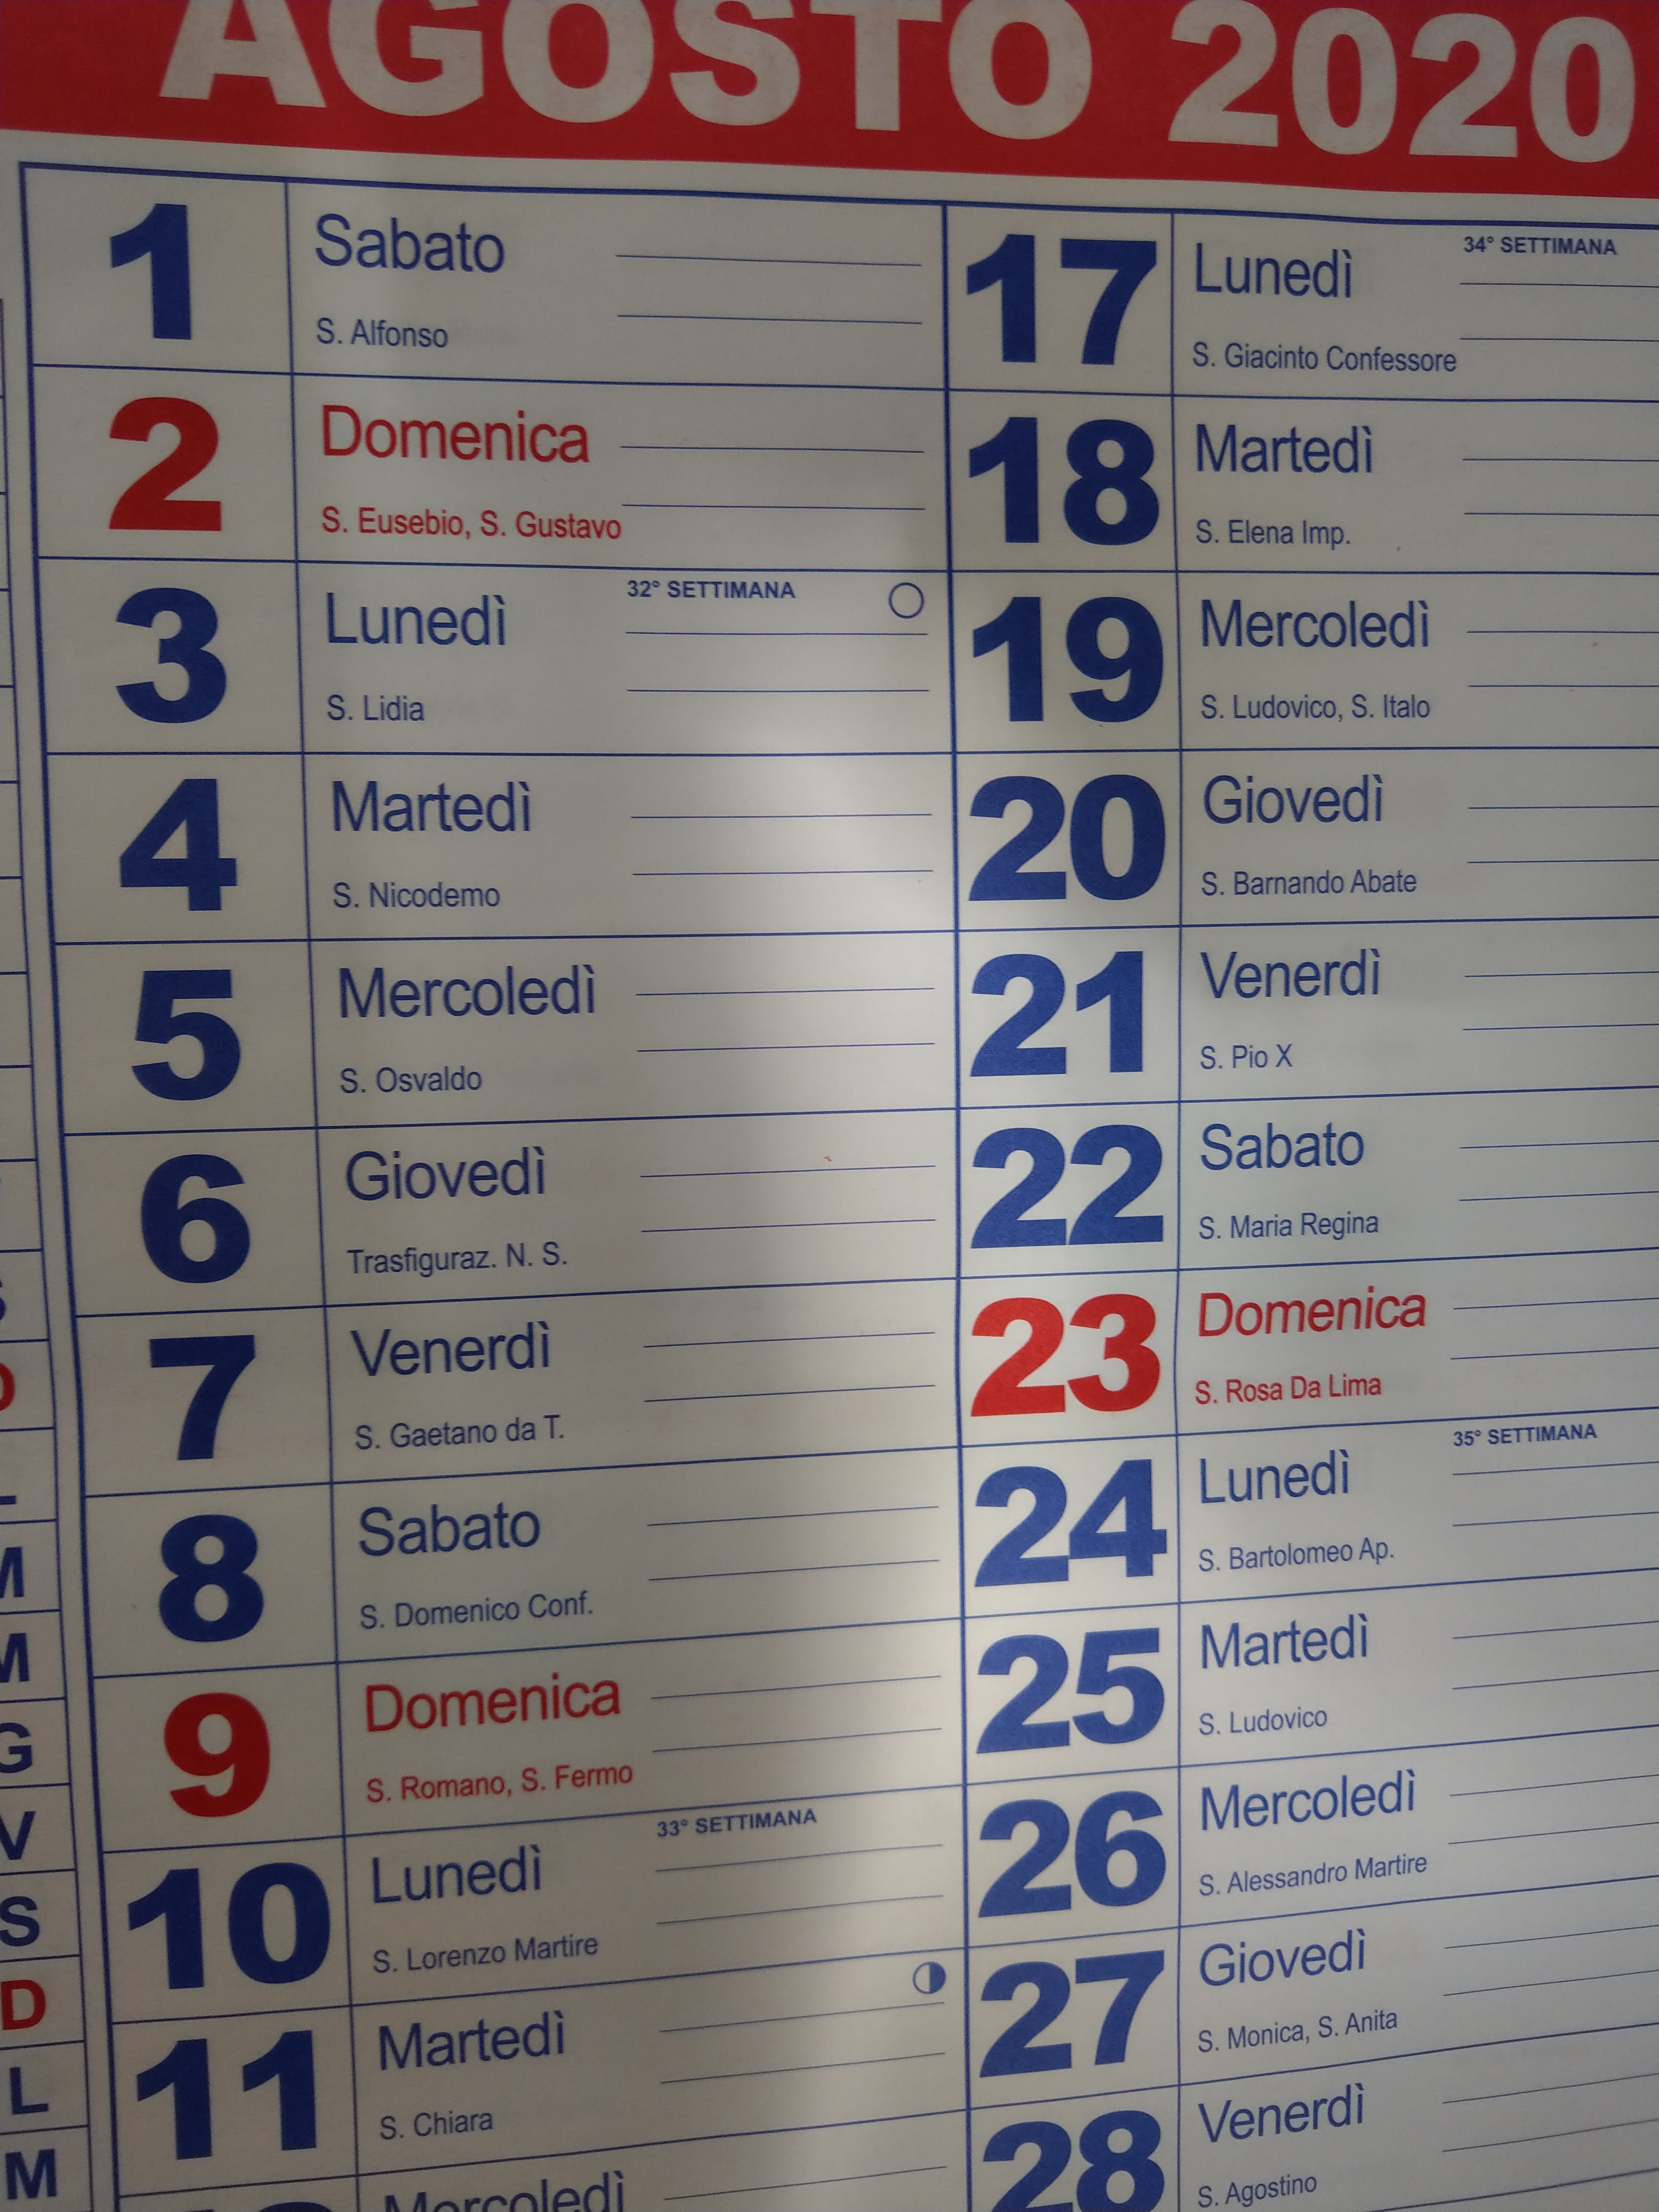 AGOSTO 2020
1 Sabato
S. Alfonso
2 Domenica
S. Eusebio, S. Gustavo
3 Lunedì 32° SETTIMANA
S. Lidia
4 Martedì
S. Nicodemo
5 Mercoledì
S. Osvaldo
6 Giovedì
Trasfiguraz. N. S.
7 Venerdì
S. Gaetano da T.
8 Sabato
S. Domenico Conf.
9 Domenica
S. Romano, S. Fermo
10 Lunedì 33° SETTIMANA
S. Lorenzo Martire
11 Martedì
S. Chiara
Mercoledì
17 Lunedì 34° SETTIMANA
S. Giacinto Confessore
18 Martedì
S. Elena Imp.
19 Mercoledì
S. Ludovico, S. Italo
20 Giovedì
S. Barnando Abate
21 Venerdì
S. Pio X
22 Sabato
S. Maria Regina
23 Domenica
S. Rosa Da Lima
24 Lunedì 35° SETTIMANA
S. Bartolomeo Ap.
25 Martedì
S. Ludovico
26 Mercoledì
S. Alessandro Martire
27 Giovedì
S. Monica, S. Anita
28 Venerdì
S. Agostino
M
M
G
V
S
D
L
M